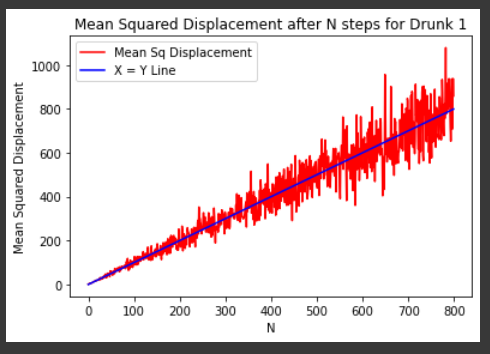 Mean Squared Displacement after N steps for Drunk 1
Mean Sq Displacement
X = Y Line
Mean Squared Displacement
1000
800
600
400
200
0
0 100 200 300 400 500 600 700 800
N